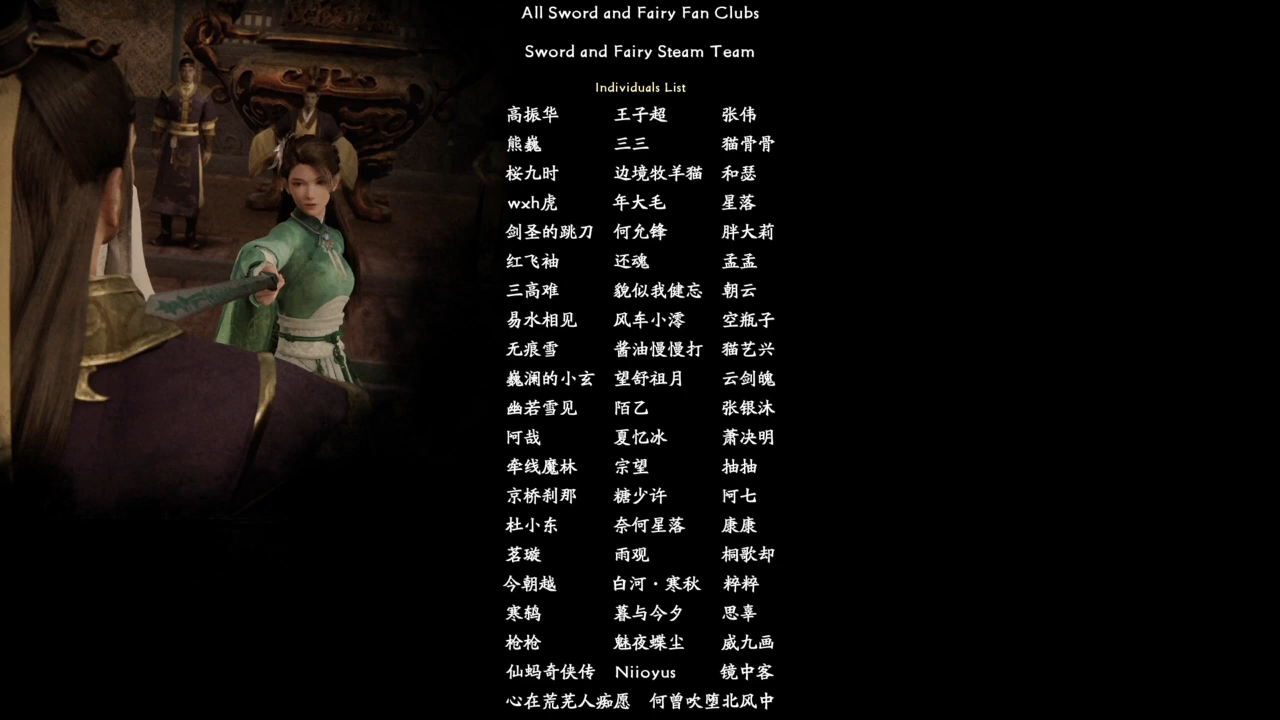 All Sword and Fairy Fan Clubs
Sword and Fairy Steam Team
Individuals List
高振华 王子超 张伟
熊巍 三三 猫骨骨
桜九时 边境牧羊猫 和瑟
wxh虎 年大毛 星落
剑圣的跳刀 何允锋 胖大莉
红飞袖 还魂 孟孟
三高难 貌似我健忘 朝云
易水相见 风车小澪 空瓶子
无痕雪 酱油慢慢打 猫艺兴
巍澜的小玄 望舒祖月 云剑魄
幽若雪见 陌乙 张银沐
阿哉 夏忆冰 萧决明
牵线魔林 宗望 抽抽
京桥刹那 糖少许 阿七
杜小东 奈何星落 康康
茗璇 雨观 桐歌却
今朝越 白河·寒秋 粹粹
寒鸫 暮与今夕 思辜
枪枪 魅夜蝶尘 威九画
仙蚂奇侠传 Niioyus 镜中客
心在荒芜人痴愿 何曾吹堕北风中